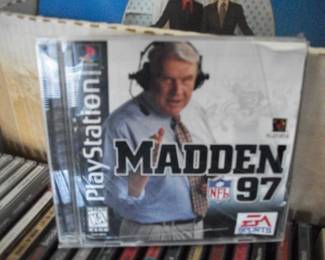 PlayStation
MADDEN
NFL
97
EA
SPORTS